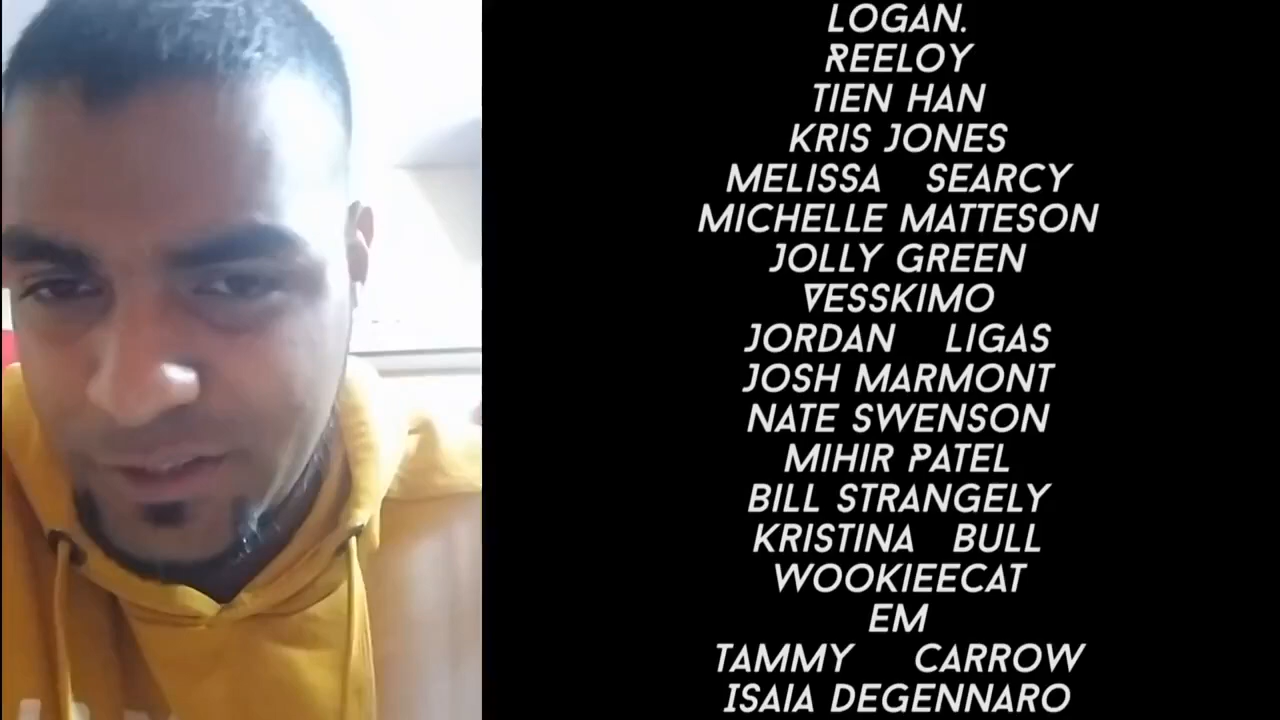 LOGAN.
REELOY
TIEN HAN
KRIS JONES
MELISSA SEARCY
MICHELLE MATTESON
JOLLY GREEN
VESSKIMO
JORDAN LIGAS
JOSH MARMONT
NATE SWENSON
MIHIR PATEL
BILL STRANGELY
KRISTINA BULL
WOOKIEECAT
EM
TAMMY CARROW
ISAIA DEGENNARO